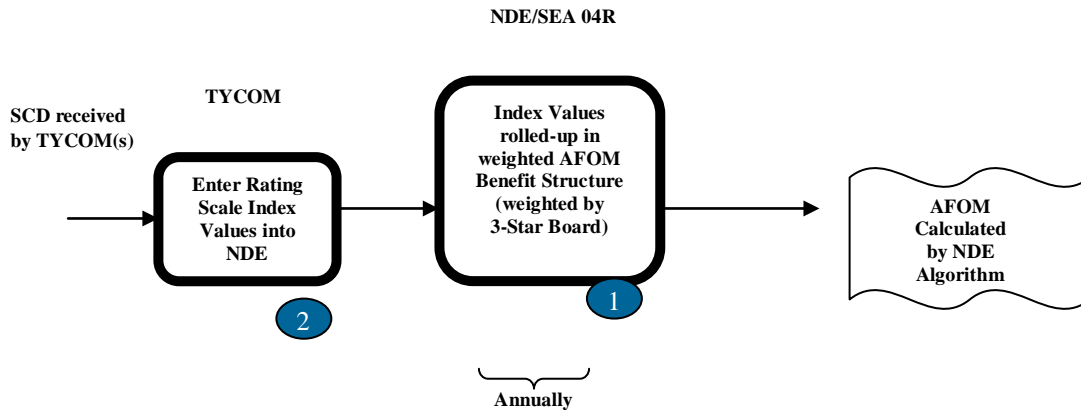 NDE/SEA 04R
TYCOM
SCD received
by TYCOM(s)
Enter Rating
Scale Index
Values into
NDE
2
Index Values
rolled-up in
weighted AFOM
Benefit Structure
(weighted by
3-Star Board)
1
AFOM
Calculated
by NDE
Algorithm
Annually